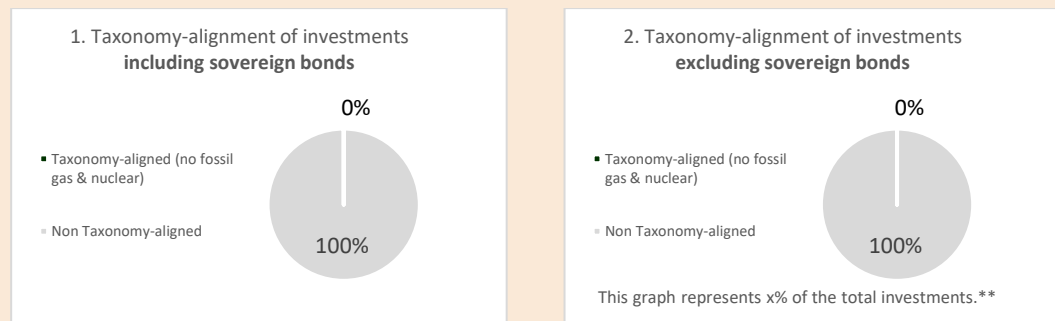 1. Taxonomy-alignment of investments
including sovereign bonds
0%
Taxonomy-aligned (no fossil
gas & nuclear)
Non Taxonomy-aligned
100%
2. Taxonomy-alignment of investments
excluding sovereign bonds
0%
Taxonomy-aligned (no fossil
gas & nuclear)
Non Taxonomy-aligned
100%
This graph represents x% of the total investments.**